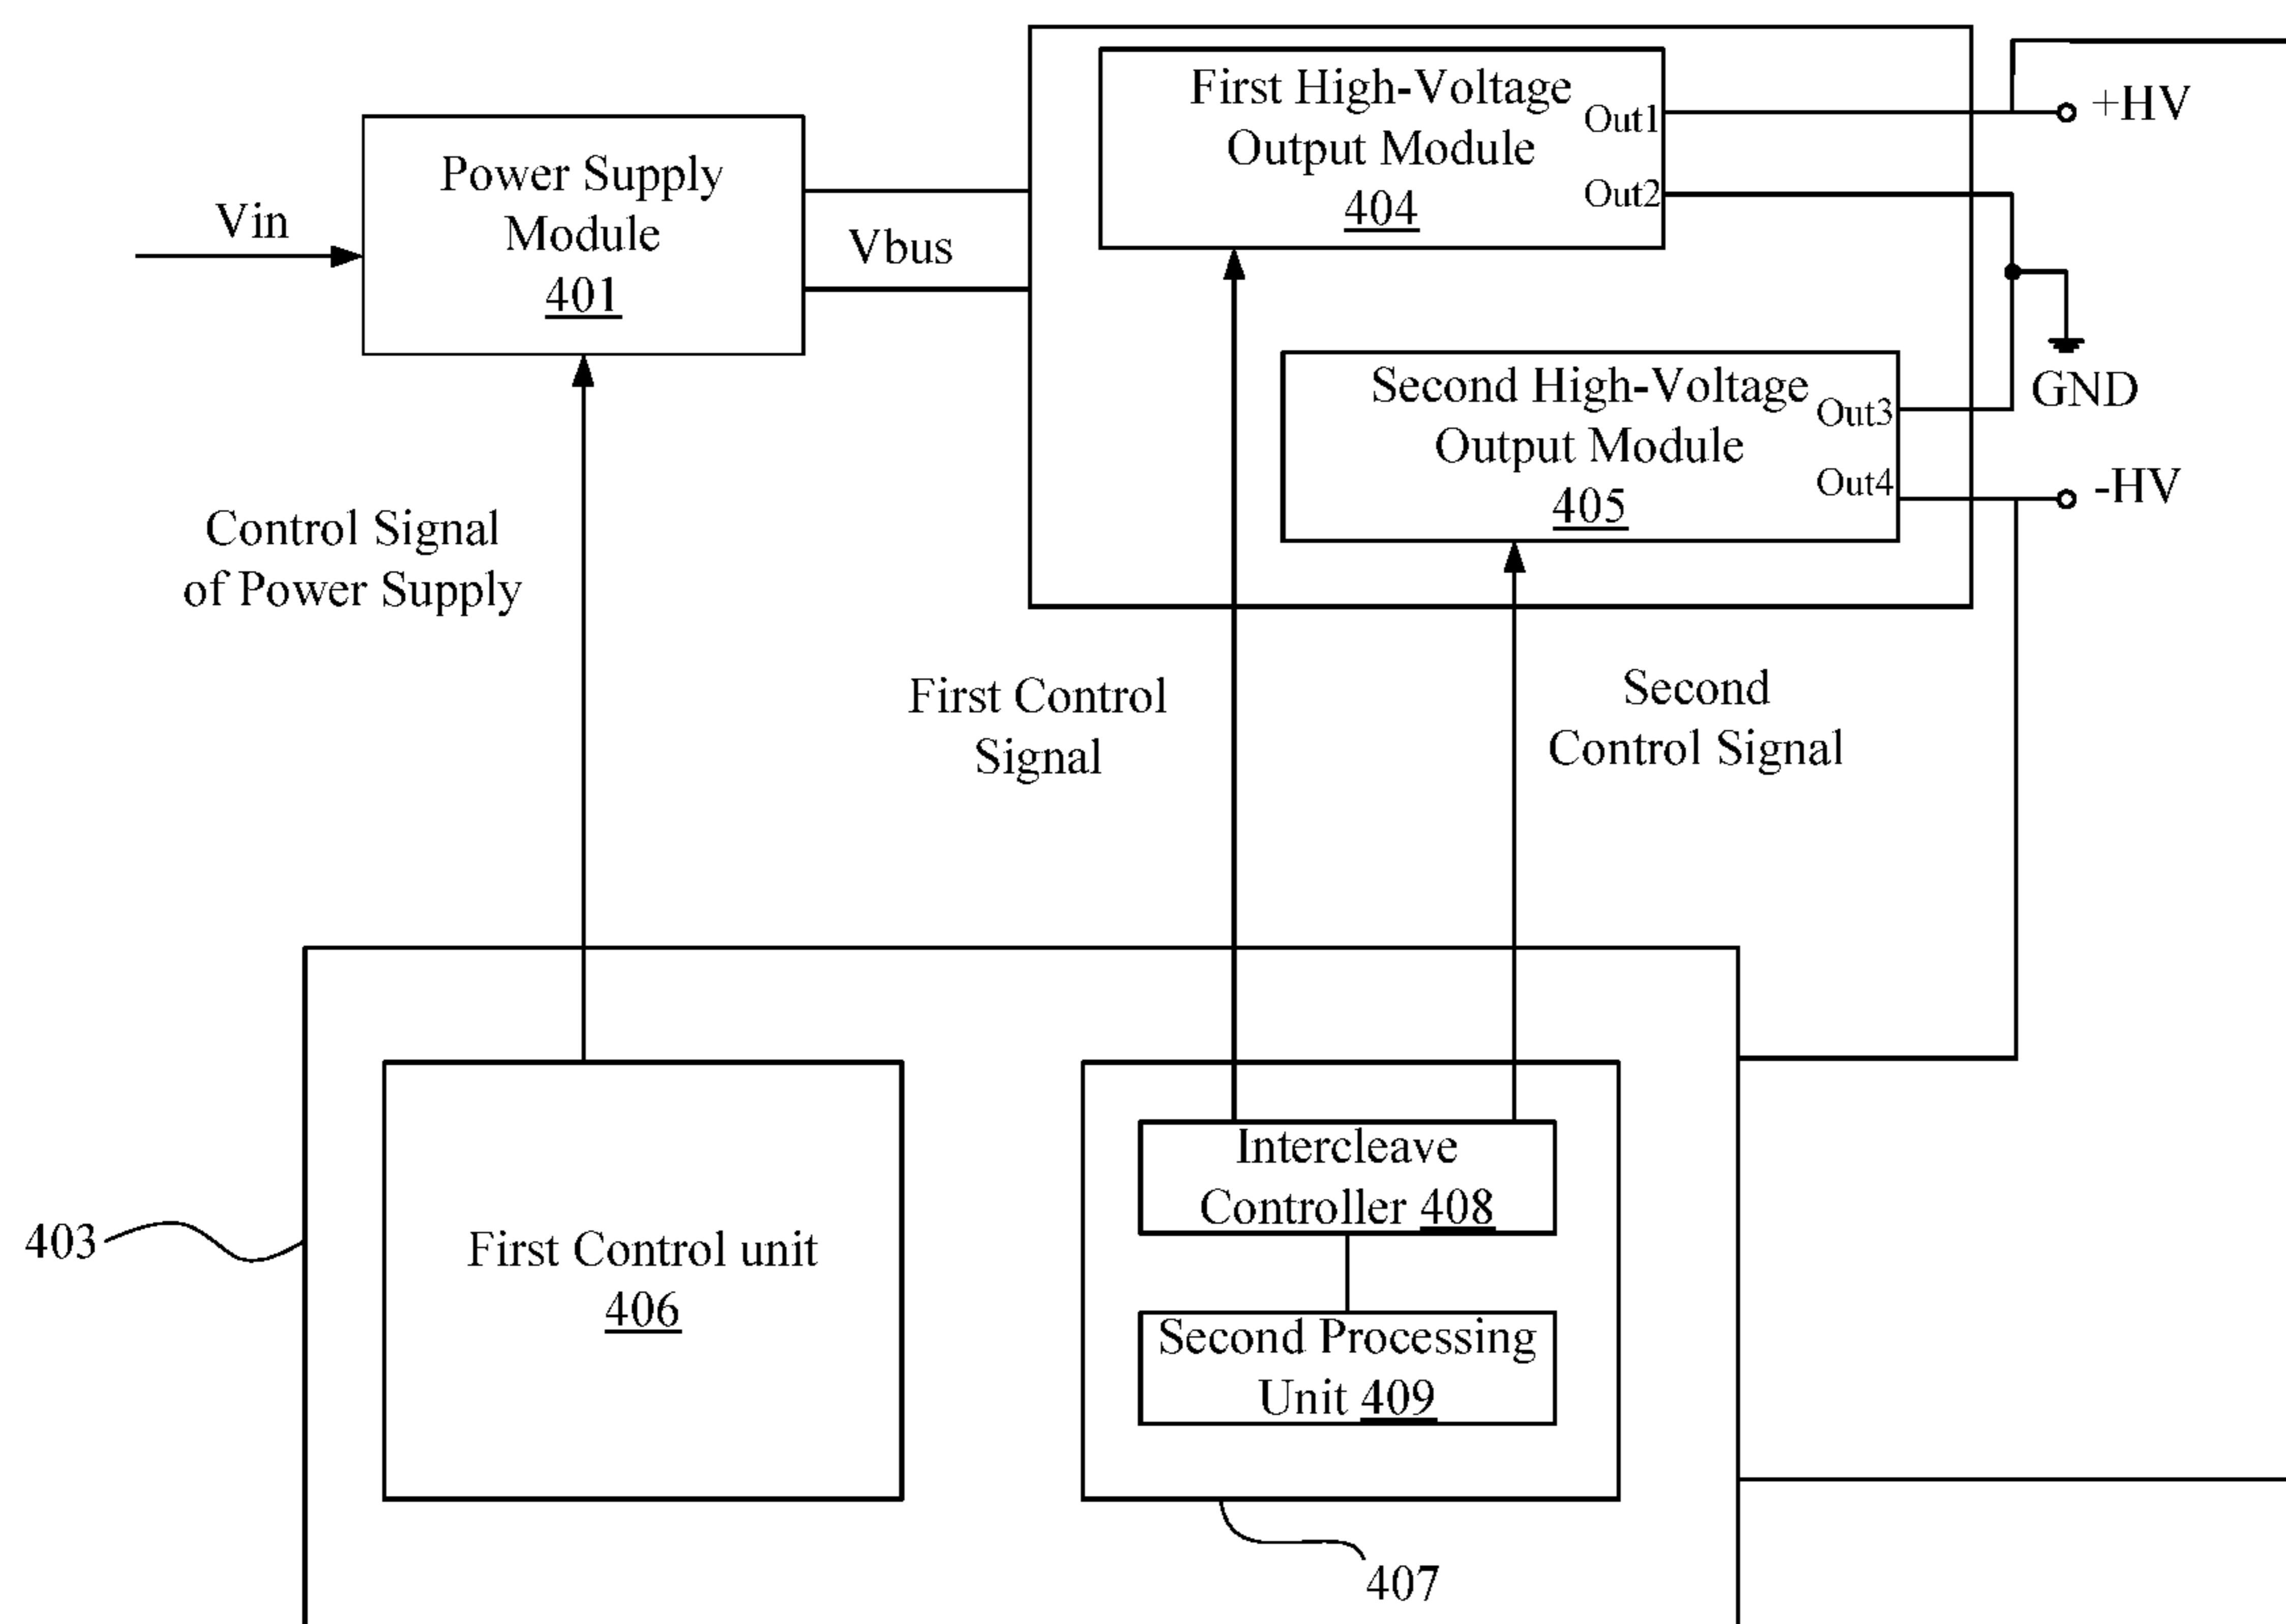 First High-Voltage
Output Module
404
Out1
Out2
+HV
Power Supply
Module
401
Vin
Vbus
GND
Second High-Voltage
Output Module
405
Out3
Out4
-HV
Control Signal
of Power Supply
First Control
Signal
Second
Control Signal
403
First Control unit
406
Intercleave
Controller 408
Second Processing
Unit 409
407